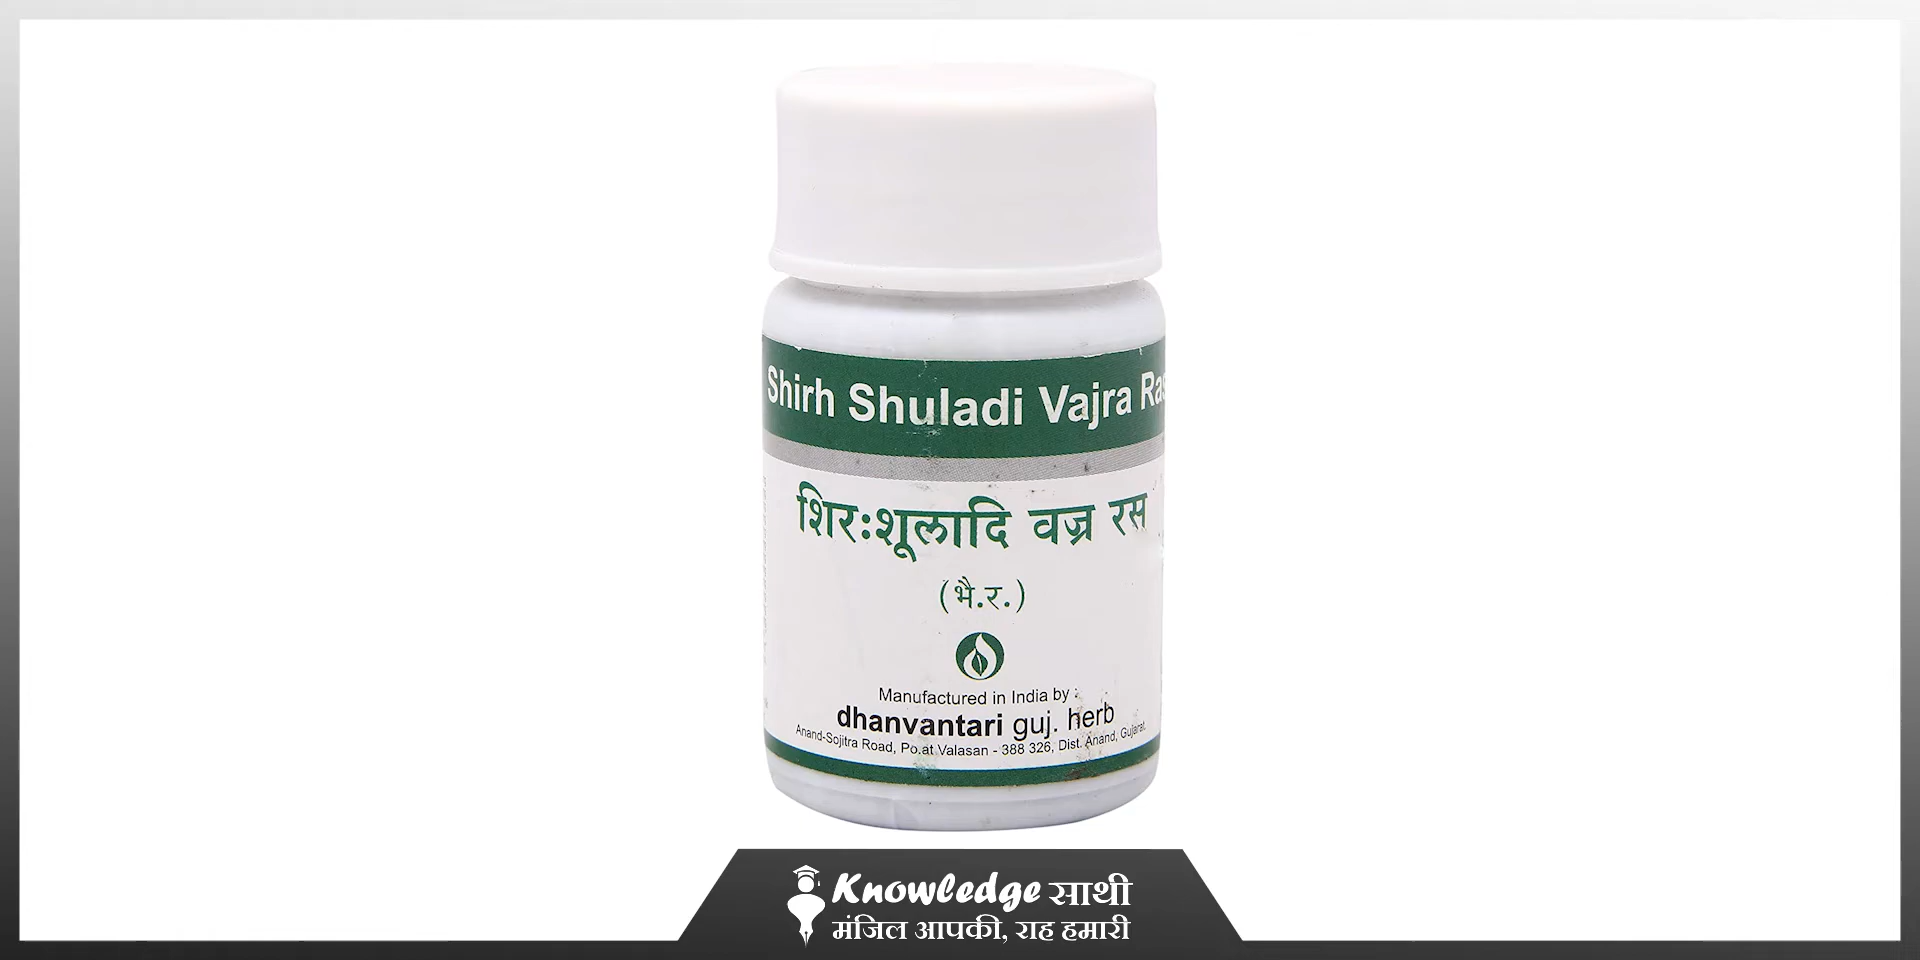 Shirh Shuladi Vajra Ras
शिरःशूलादि वज्र रस
(भै.र.)
Manufactured in India by :
dhanvantari guj. herb
Anand-Sojitra Road, Po.at Valasan - 388 326, Dist. Anand, Gujarat.
Knowledge साथी
मंजिल आपकी, राह हमारी